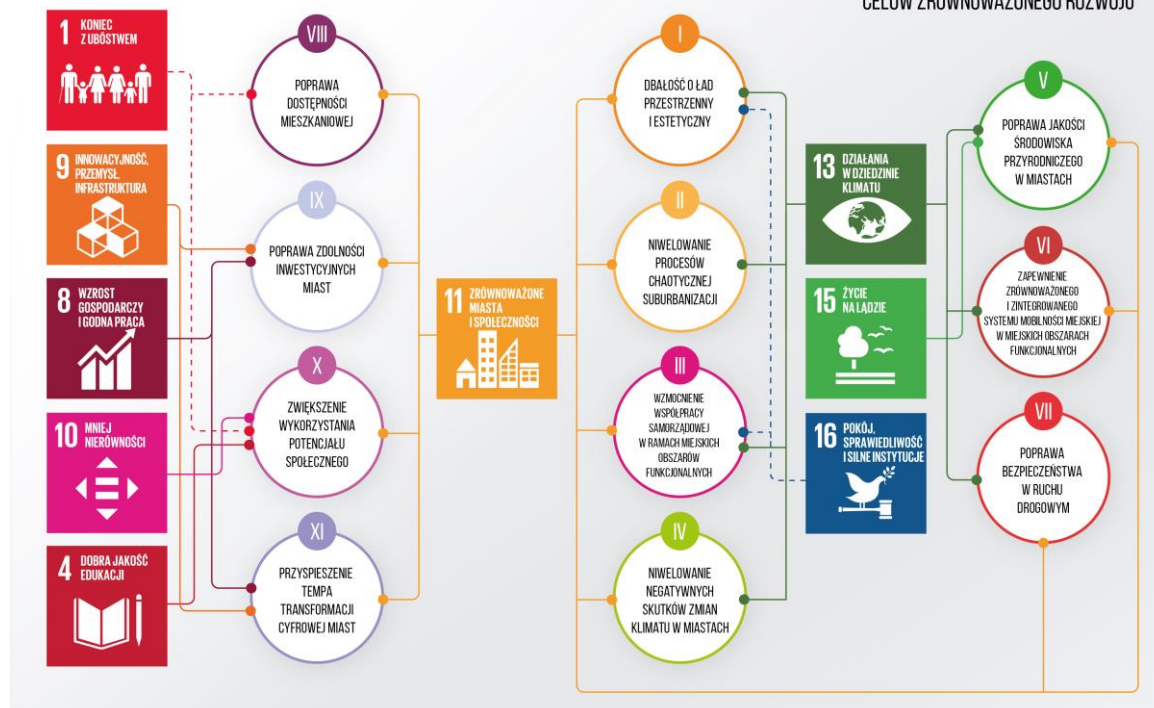 CELÓW ZRÓWNOWAŻONEGO ROZWOJU
1 KONIEC
Z UBÓSTWEM
9 INNOWACYJNOŚĆ,
PRZEMYSŁ,
INFRASTRUKTURA
8 WZROST
GOSPODARCZY
I GODNA PRACA
10 MNIEJ
NIERÓWNOŚCI
4 DOBRA JAKOŚĆ
EDUKACJI
VIII
POPRAWA
DOSTĘPNOŚCI
MIESZKANIOWEJ
IX
POPRAWA ZDOLNOŚCI
INWESTYCYJNYCH
MIAST
X
ZWIĘKSZENIE
WYKORZYSTANIA
POTENCJAŁU
SPOŁECZNEGO
XI
PRZYSPIESZENIE
TEMPA
TRANSFORMACJI
CYFROWEJ MIAST
11 ZRÓWNOWAŻONE
MIASTA
I SPOŁECZNOŚCI
I
DBAŁOŚĆ O ŁAD
PRZESTRZENNY
I ESTETYCZNY
II
NIWELOWANIE
PROCESÓW
CHAOTYCZNEJ
SUBURBANIZACJI
III
WZMOCNIENIE
WSPÓŁPRACY
SAMORZĄDOWEJ
W RAMACH MIEJSKICH
OBSZARÓW
FUNKCJONALNYCH
IV
NIWELOWANIE
NEGATYWNYCH
SKUTKÓW ZMIAN
KLIMATU W MIASTACH
13 DZIAŁANIA
W DZIEDZINIE
KLIMATU
15 ŻYCIE
NA LĄDZIE
16 POKÓJ,
SPRAWIEDLIWOŚĆ
I SILNE INSTYTUCJE
V
POPRAWA JAKOŚCI
ŚRODOWISKA
PRZYRODNICZEGO
W MIASTACH
VI
ZAPEWNIENIE
ZRÓWNOWAŻONEGO
I ZINTEGROWANEGO
SYSTEMU MOBILNOŚCI MIEJSKIEJ
W MIEJSKICH OBSZARACH
FUNKCJONALNYCH
VII
POPRAWA
BEZPIECZEŃSTWA
W RUCHU
DROGOWYM